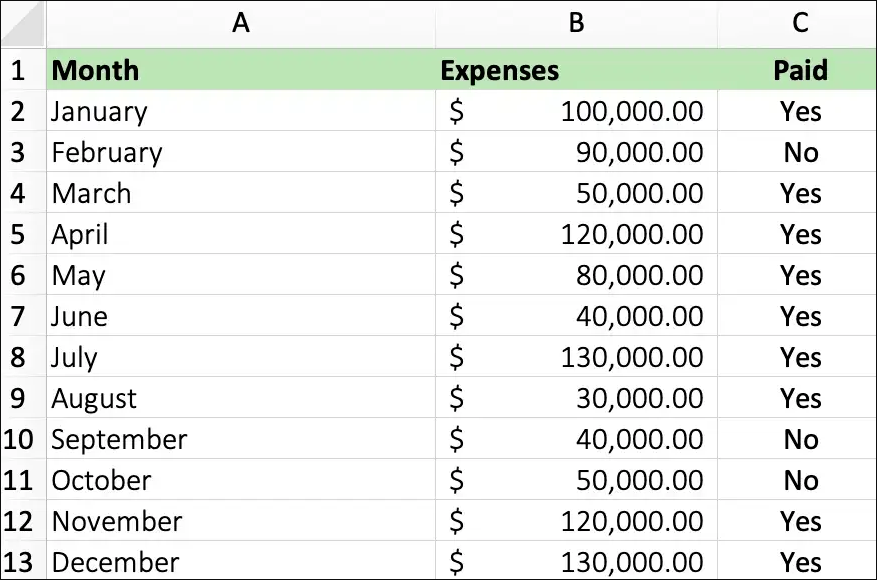 A B C
1 Month Expenses Paid
2 January $ 100,000.00 Yes
3 February $ 90,000.00 No
4 March $ 50,000.00 Yes
5 April $ 120,000.00 Yes
6 May $ 80,000.00 Yes
7 June $ 40,000.00 Yes
8 July $ 130,000.00 Yes
9 August $ 30,000.00 Yes
10 September $ 40,000.00 No
11 October $ 50,000.00 No
12 November $ 120,000.00 Yes
13 December $ 130,000.00 Yes